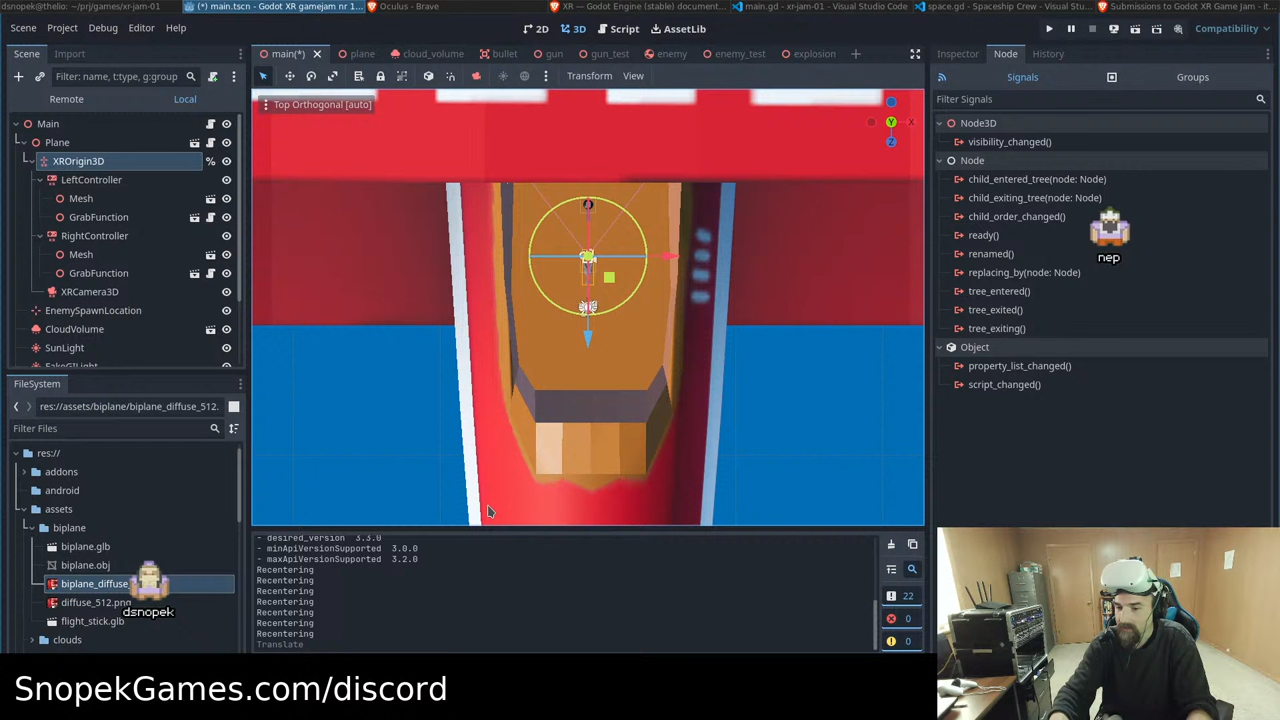 dsnopek@thelio: ~/prj/games/xr-jam-01
(*) main.tscn - Godot XR gamejam nr 1...
Oculus - Brave
XR — Godot Engine (stable) document...
main.gd - xr-jam-01 - Visual Studio Code
space.gd - Spaceship Crew - Visual Stu...
Submissions to Godot XR Game Jam - it...
Scene Project Debug Editor Help
2D 3D Script AssetLib
Compatibility
Scene Import
main(*) plane cloud_volume bullet gun gun_test enemy enemy_test explosion
Inspector Node History
Filter: name, t:type, g:group
Transform View
Signals Groups
Remote Local
Top Orthogonal [auto]
Filter Signals
Main
Plane
XROrigin3D
LeftController
Mesh
GrabFunction
RightController
Mesh
GrabFunction
XRCamera3D
EnemySpawnLocation
CloudVolume
SunLight
FakeGILight
Y
X
Z
Node3D
visibility_changed()
Node
child_entered_tree(node: Node)
child_exiting_tree(node: Node)
child_order_changed()
ready()
renamed()
replacing_by(node: Node)
tree_entered()
tree_exited()
tree_exiting()
Object
property_list_changed()
script_changed()
nep
FileSystem
res://assets/biplane/biplane_diffuse_512.
Filter Files
res://
addons
android
assets
biplane
biplane.glb
biplane.obj
biplane_diffuse_
diffuse_512.png
flight_stick.glb
clouds
dsnopek
- desired_version 3.3.0
- minApiVersionSupported 3.0.0
- maxApiVersionSupported 3.2.0
Recentering
Recentering
Recentering
Recentering
Recentering
Recentering
Recentering
Translate
22
0
0
SnopekGames.com/discord